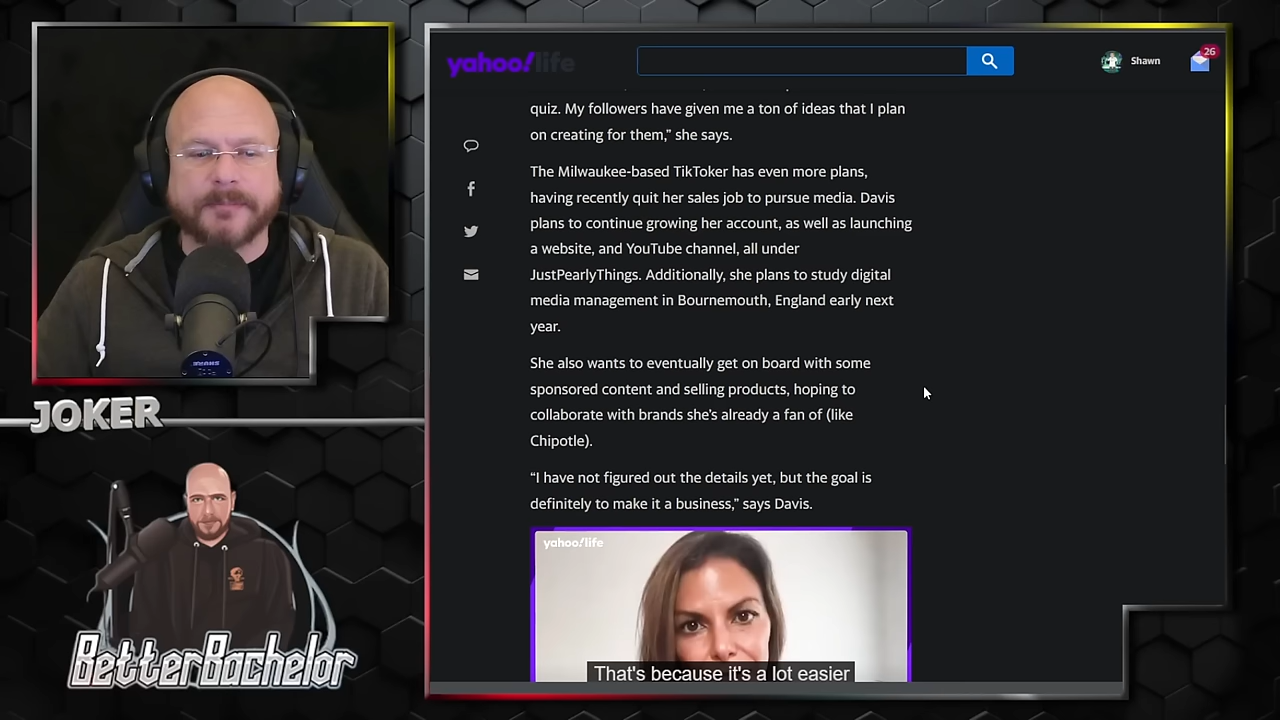 yahoo!life
Shawn
26
quiz. My followers have given me a ton of ideas that I plan
on creating for them,” she says.
The Milwaukee-based TikToker has even more plans,
having recently quit her sales job to pursue media. Davis
plans to continue growing her account, as well as launching
a website, and YouTube channel, all under
JustPearlyThings. Additionally, she plans to study digital
media management in Bournemouth, England early next
year.
She also wants to eventually get on board with some
sponsored content and selling products, hoping to
collaborate with brands she's already a fan of (like
Chipotle).
“I have not figured out the details yet, but the goal is
definitely to make it a business,” says Davis.
yahoo!life
That's because it's a lot easier
JOKER
BetterBachelor